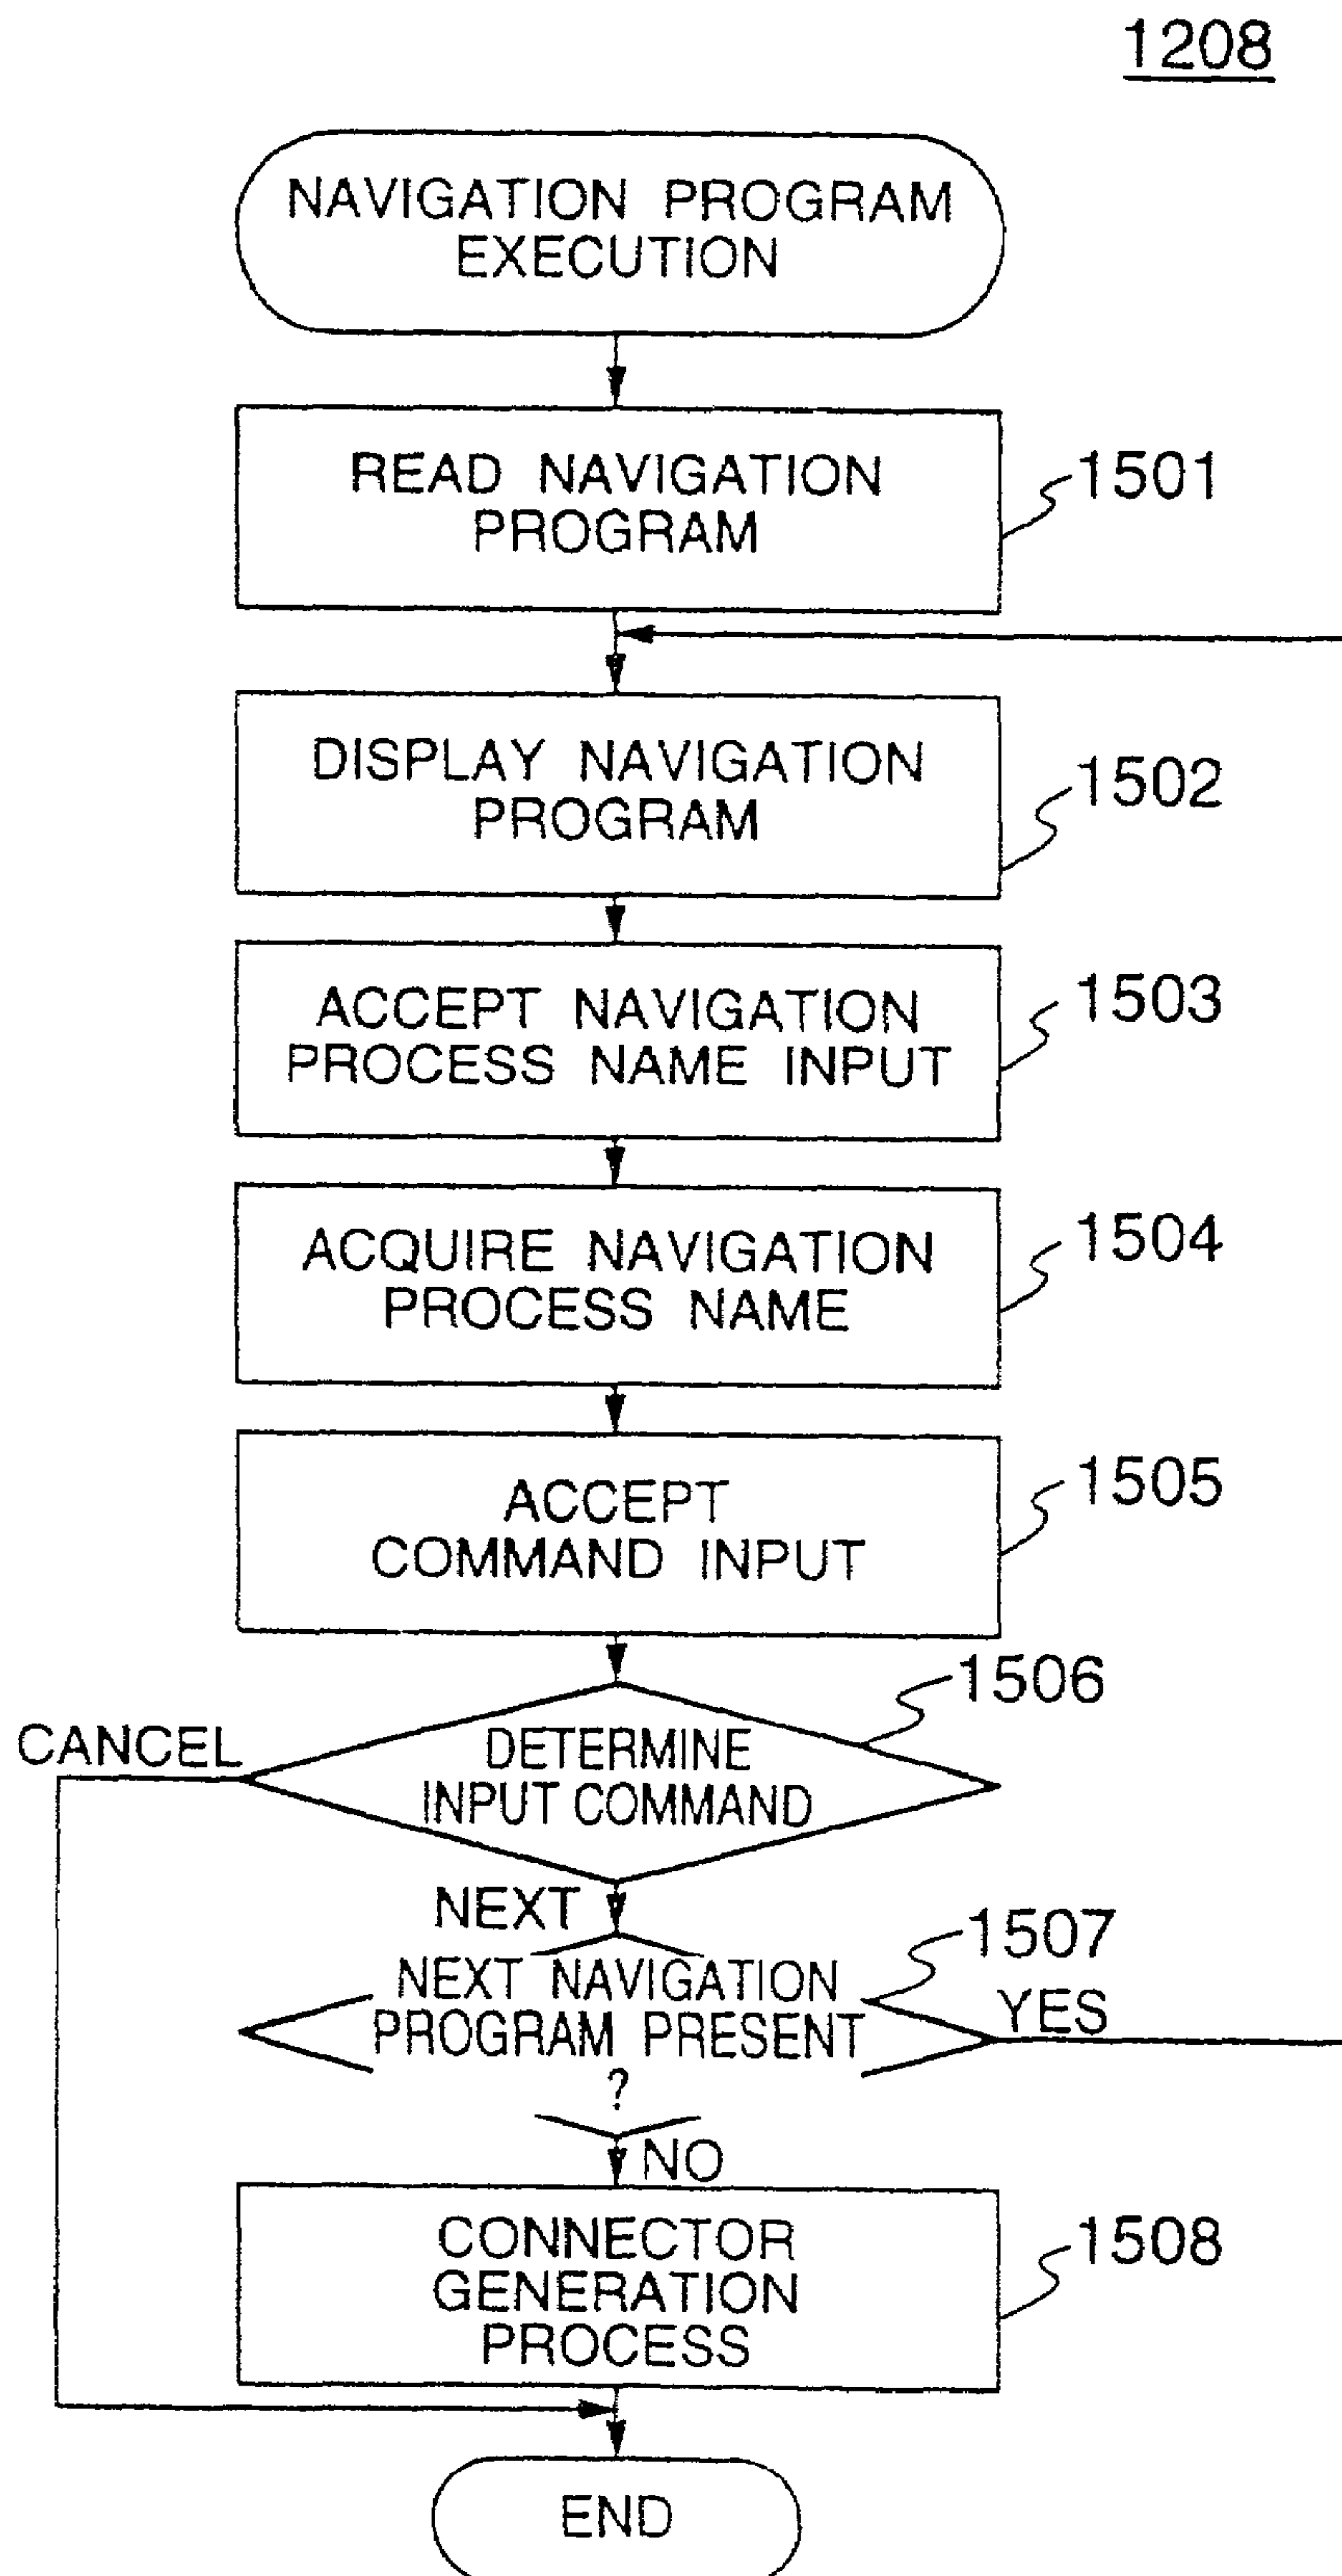 1208
NAVIGATION PROGRAM
EXECUTION
READ NAVIGATION
PROGRAM
1501
DISPLAY NAVIGATION
PROGRAM
1502
ACCEPT NAVIGATION
PROCESS NAME INPUT
1503
ACQUIRE NAVIGATION
PROCESS NAME
1504
ACCEPT
COMMAND INPUT
1505
1506
CANCEL
DETERMINE
INPUT COMMAND
NEXT
1507
NEXT NAVIGATION
PROGRAM PRESENT
?
YES
NO
CONNECTOR
GENERATION
PROCESS
1508
END